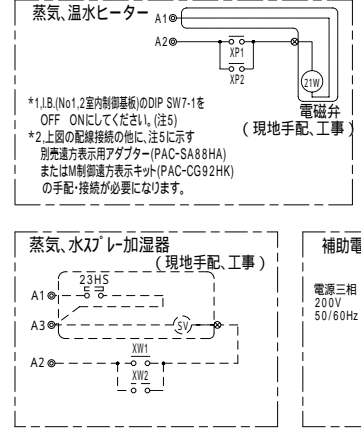 蒸気、温水ヒーター
A1
A2
XP1
XP2
21W
電磁弁
(現地手配、工事)
*1,I.B.(No1,2室内制御基板)のDIP SW7-1を
OFF ONにしてください。(注5)
*2,上図の配線接続の他に、注5に示す
別売遠方表示用アダプター(PAC-SA88HA)
またはM制御遠方表示キット(PAC-CG92HK)
の手配・接続が必要になります。
蒸気、水スプレー加湿器
(現地手配、工事)
23HS
A1
A3
SV
A2
XW1
XW2
補助電
電源三相
200V
50/60Hz